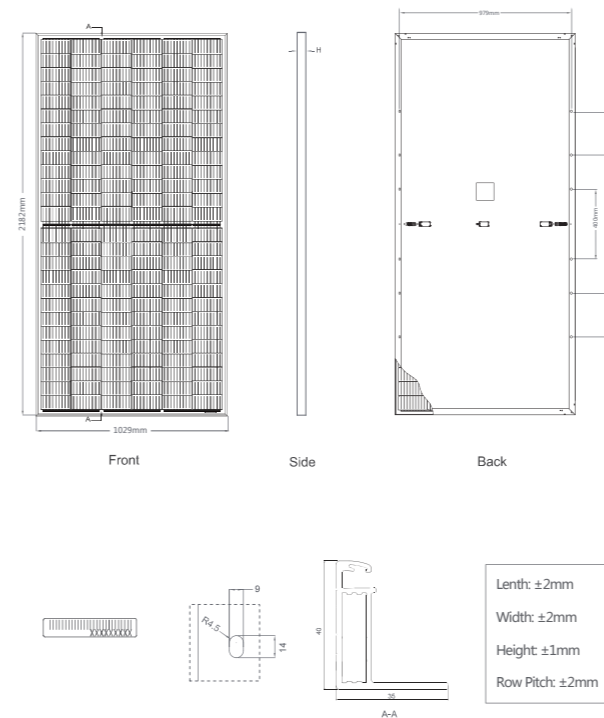 A
2182mm
A
1029mm
Front
H
Side
979mm
400mm
Back
9
R4.5
14
40
35
A-A
Lenth: ±2mm
Width: ±2mm
Height: ±1mm
Row Pitch: ±2mm